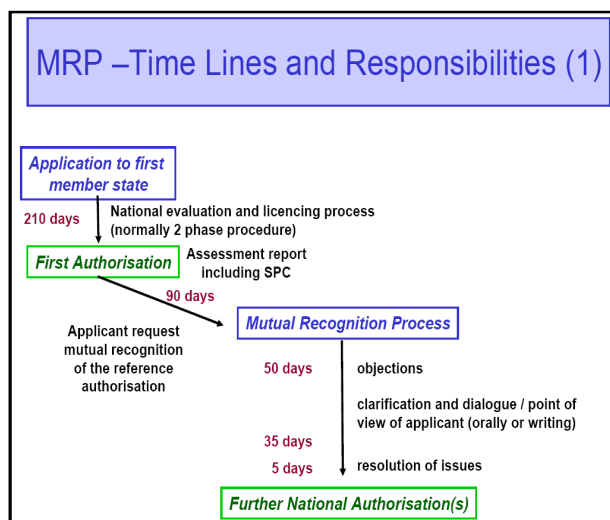 MRP –Time Lines and Responsibilities (1)
Application to first
member state
210 days
National evaluation and licencing process
(normally 2 phase procedure)
First Authorisation
Assessment report
including SPC
90 days
Applicant request
mutual recognition
of the reference
authorisation
Mutual Recognition Process
50 days
objections
clarification and dialogue / point of
view of applicant (orally or writing)
35 days
5 days
resolution of issues
Further National Authorisation(s)